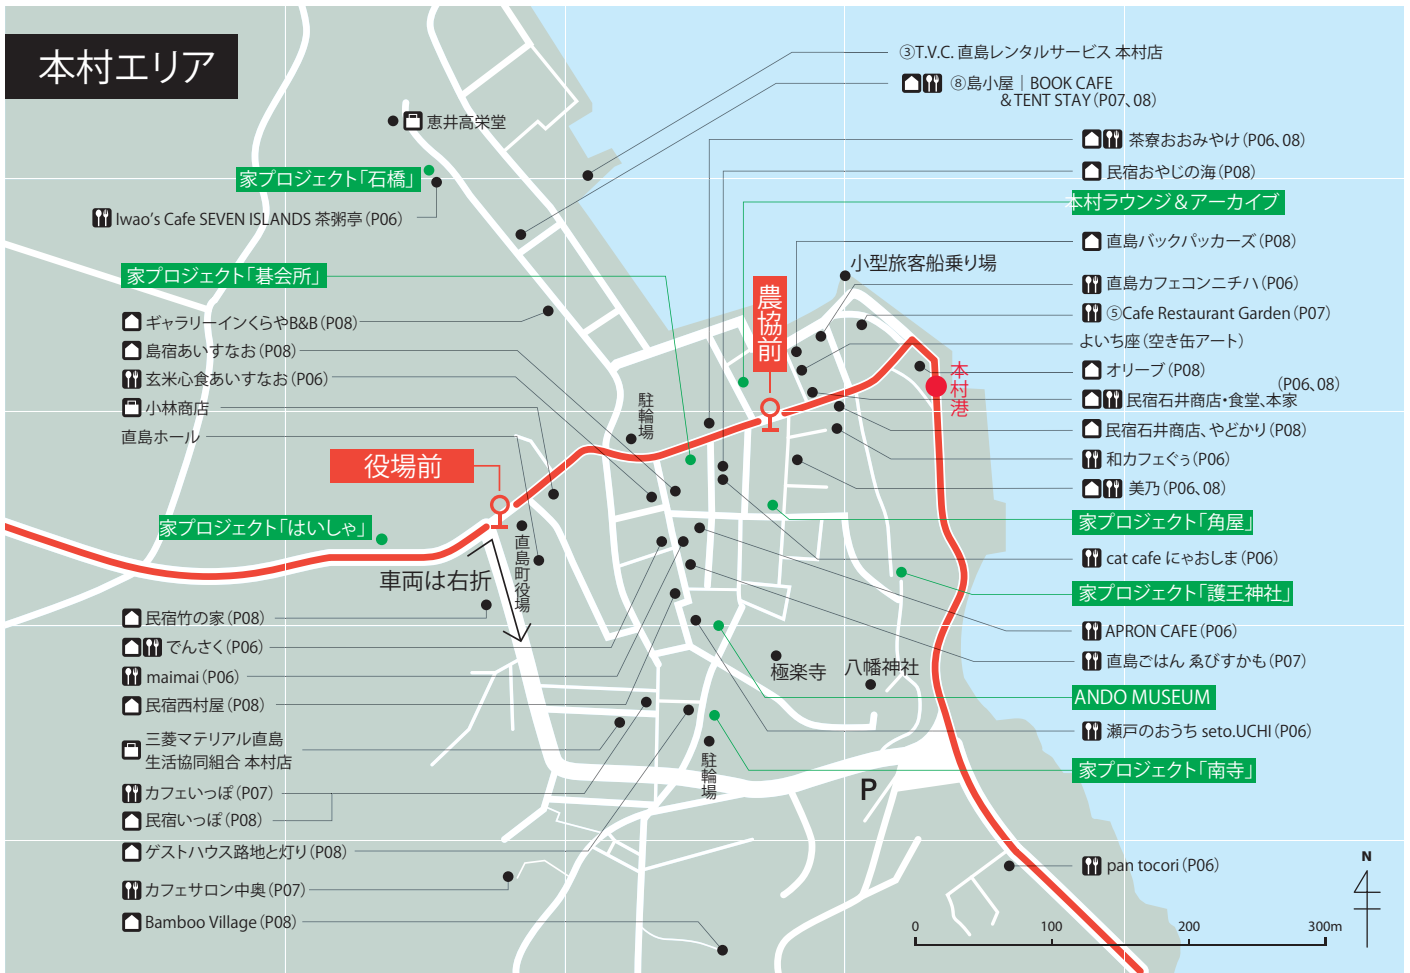 本村エリア
③T.V.C. 直島レンタルサービス 本村店
⑧島小屋｜BOOK CAFE
&TENT STAY(P07、08)
恵井高栄堂
茶寮おおみやけ(P06、08)
家プロジェクト「石橋」
民宿おやじの海(P08)
本村ラウンジ＆アーカイブ
Iwao's Cafe SEVEN ISLANDS 茶粥亭(P06)
直島バックパッカーズ(P08)
小型旅客船乗り場
家プロジェクト「碁会所」
直島カフェコンニチハ(P06)
農協前
⑤Cafe Restaurant Garden(P07)
ギャラリーインくらやB&B(P08)
よいち座(空き缶アート)
島宿あいすなお(P08)
オリーブ(P08)
本村港
玄米心食あいすなお(P06)
(P06、08)
民宿石井商店・食堂、本家
小林商店
駐輪場
直島ホール
民宿石井商店、やどかり(P08)
役場前
和カフェぐぅ(P06)
美乃(P06、08)
家プロジェクト「はいしゃ」
家プロジェクト「角屋」
直島町役場
車両は右折
cat cafe にゃおしま(P06)
家プロジェクト「護王神社」
民宿竹の家(P08)
APRON CAFE(P06)
でんさく(P06)
直島ごはん ゑびすかも(P07)
maimai(P06)
極楽寺
八幡神社
ANDO MUSEUM
民宿西村屋(P08)
瀬戸のおうち seto.UCHI(P06)
三菱マテリアル直島
生活協同組合 本村店
駐輪場
家プロジェクト「南寺」
P
カフェいっぽ(P07)
民宿いっぽ(P08)
ゲストハウス路地と灯り(P08)
pan tocori(P06)
N
カフェサロン中奥(P07)
Bamboo Village(P08)
0 100 200 300m